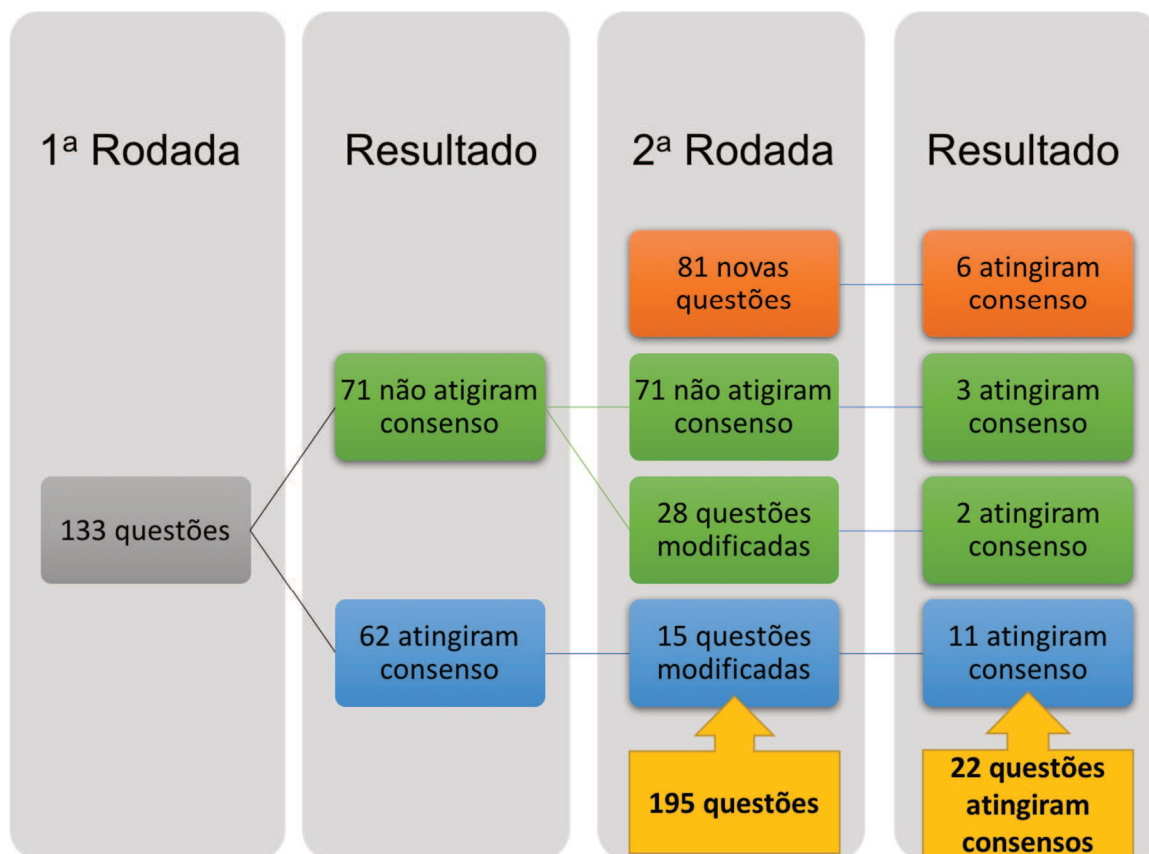 1ª Rodada
Resultado
2ª Rodada
Resultado
81 novas
questões
6 atingiram
consenso
71 não atigiram
consenso
71 não atigiram
consenso
3 atingiram
consenso
133 questões
28 questões
modificadas
2 atingiram
consenso
62 atingiram
consenso
15 questões
modificadas
11 atingiram
consenso
195 questões
22 questões
atingiram
consensos